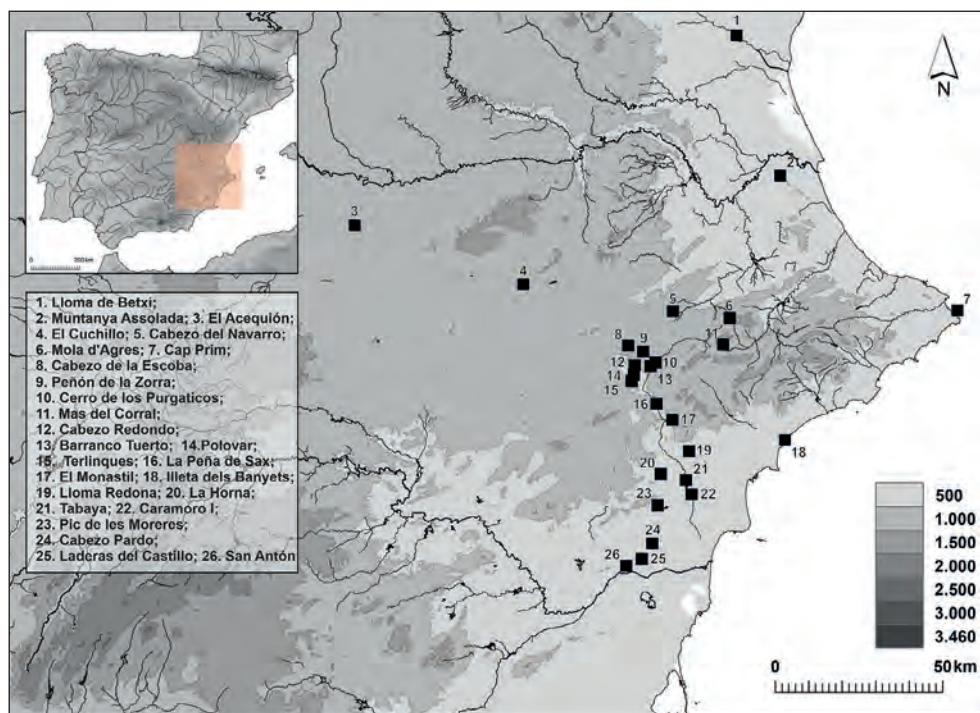 1
N
2
3
4
5
6
7
11
8
9
10
12
13
14
15
16
17
18
19
20
21
22
23
24
25
26
0 200 km
1. Lloma de Betxí;
2. Muntanya Assolada; 3. El Acequión;
4. El Cuchillo; 5. Cabezo del Navarro;
6. Mola d'Agres; 7. Cap Prim;
8. Cabezo de la Escoba;
9. Peñón de la Zorra;
10. Cerro de los Purgaticos;
11. Mas del Corral;
12. Cabezo Redondo;
13. Barranco Tuerto; 14.Polovar;
15. Terlinques; 16. La Peña de Sax;
17. El Monastil; 18. Illeta dels Banyets;
19. Lloma Redona; 20. La Horna;
21. Tabaya; 22. Caramoro I;
23. Pic de les Moreres;
24. Cabezo Pardo;
25. Laderas del Castillo; 26. San Antón
500
1.000
1.500
2.000
2.500
3.000
3.460
0 50 km